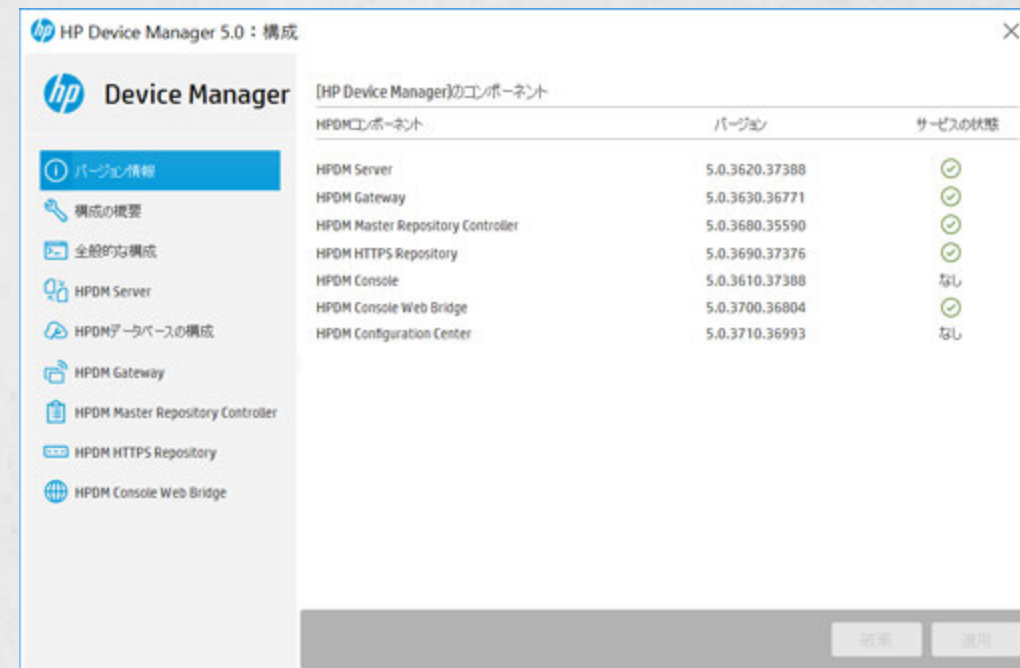 HP Device Manager 5.0：構成
hp Device Manager
バージョン情報
構成の概要
全般的な構成
HPDM Server
HPDMデータベースの構成
HPDM Gateway
HPDM Master Repository Controller
HPDM HTTPS Repository
HPDM Console Web Bridge
[HP Device Manager]のコンポーネント
HPDMコンポーネント バージョン サービスの状態
HPDM Server 5.0.3620.37388
HPDM Gateway 5.0.3630.36771
HPDM Master Repository Controller 5.0.3680.35590
HPDM HTTPS Repository 5.0.3690.37376
HPDM Console 5.0.3610.37388 なし
HPDM Console Web Bridge 5.0.3700.36804
HPDM Configuration Center 5.0.3710.36993 なし
破棄 適用